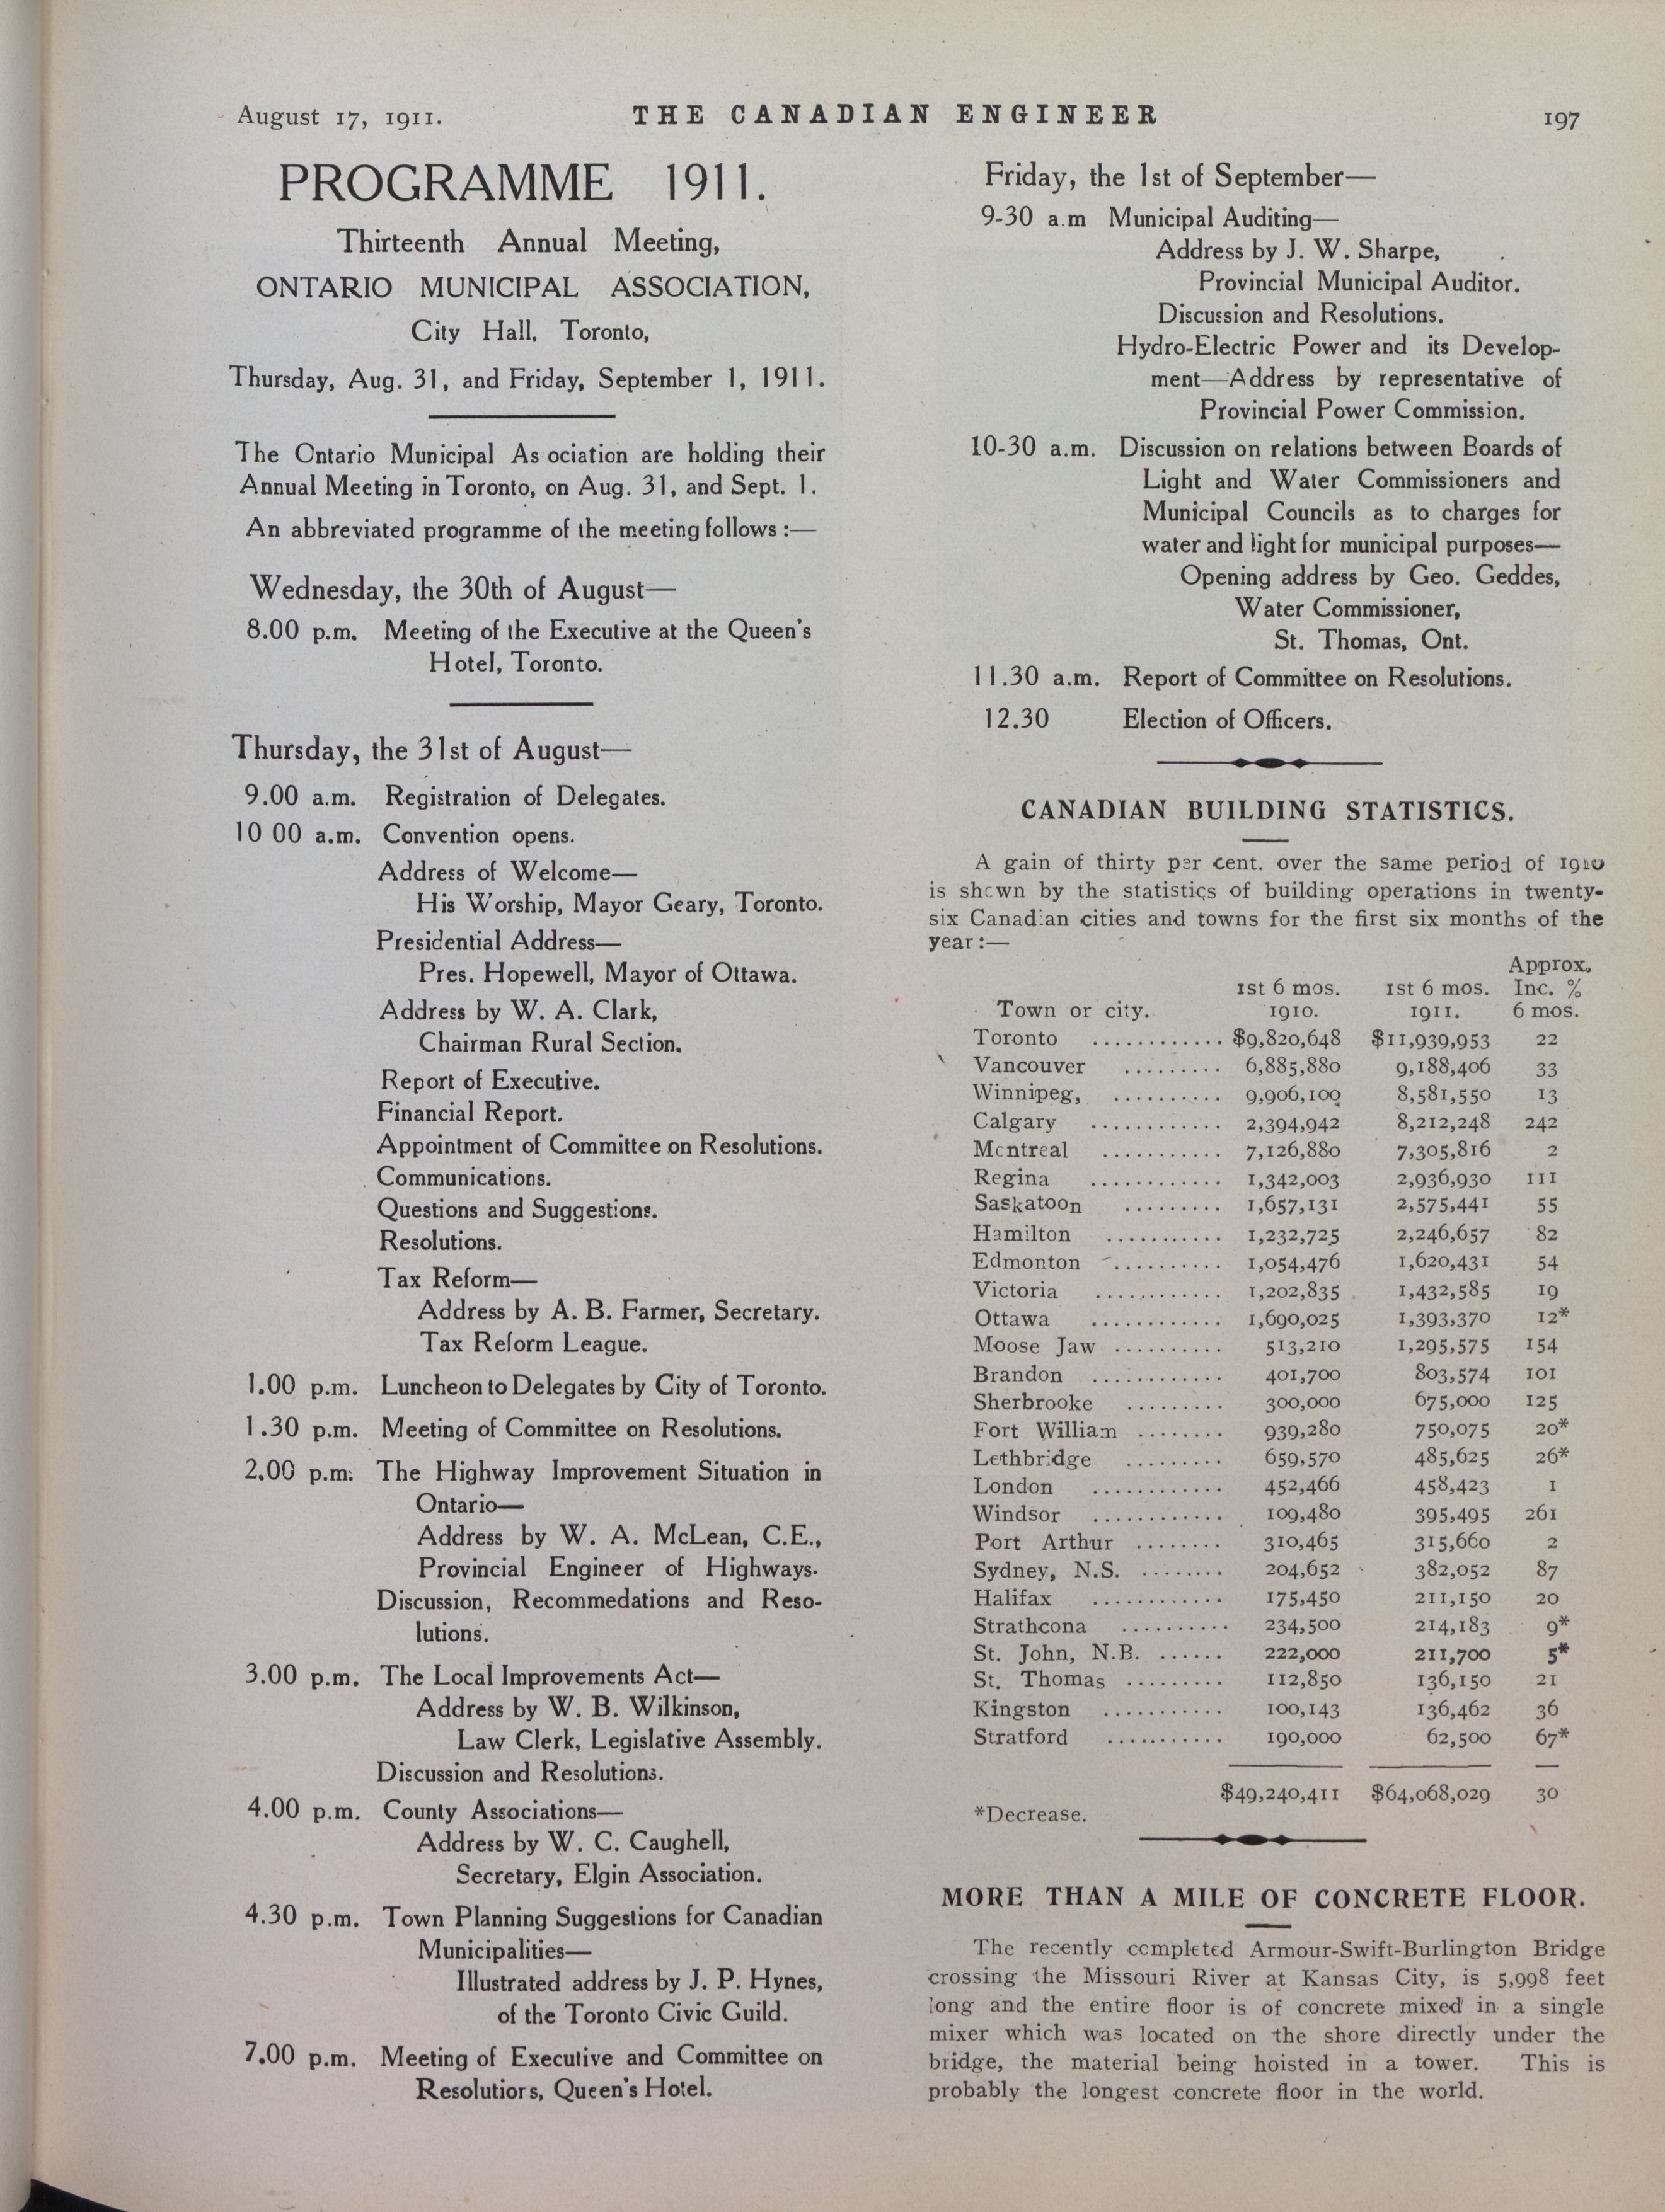 August 17, 1911.
THE CANADIAN ENGINEER
197
PROGRAMME 1911.
Thirteenth Annual Meeting,
ONTARIO MUNICIPAL ASSOCIATION,
City Hall, Toronto,
Thursday, Aug. 31, and Friday, September 1, 1911.
The Ontario Municipal As ociation are holding their
Annual Meeting in Toronto, on Aug. 31, and Sept. 1.
An abbreviated programme of the meeting follows :—
Wednesday, the 30th of August—
8.00 p.m. Meeting of the Executive at the Queen's
Hotel, Toronto.
Thursday, the 31st of August—
9.00 a.m. Registration of Delegates.
10 00 a.m. Convention opens.
Address of Welcome—
His Worship, Mayor Geary, Toronto.
Presidential Address—
Pres. Hopewell, Mayor of Ottawa.
Address by W. A. Clark,
Chairman Rural Section.
Report of Executive.
Financial Report.
Appointment of Committee on Resolutions.
Communications.
Questions and Suggestions.
Resolutions.
Tax Reform—
Address by A. B. Farmer, Secretary.
Tax Reform League.
1.00 p.m. Luncheon to Delegates by City of Toronto.
1.30 p.m. Meeting of Committee on Resolutions.
2.00 p.m. The Highway Improvement Situation in
Ontario—
Address by W. A. McLean, C.E.,
Provincial Engineer of Highways.
Discussion, Recommedations and Reso-
lutions.
3.00 p.m. The Local Improvements Act—
Address by W. B. Wilkinson,
Law Clerk, Legislative Assembly.
Discussion and Resolutions.
4.00 p.m. County Associations—
Address by W. C. Caughell,
Secretary, Elgin Association.
4.30 p.m. Town Planning Suggestions for Canadian
Municipalities—
Illustrated address by J. P. Hynes,
of the Toronto Civic Guild.
7.00 p.m. Meeting of Executive and Committee on
Resolutiors, Queen's Hotel.
Friday, the 1st of September—
9-30 a.m Municipal Auditing—
Address by J. W. Sharpe,
Provincial Municipal Auditor.
Discussion and Resolutions.
Hydro-Electric Power and its Develop-
ment—Address by representative of
Provincial Power Commission.
10-30 a.m. Discussion on relations between Boards of
Light and Water Commissioners and
Municipal Councils as to charges for
water and light for municipal purposes—
Opening address by Geo. Geddes,
Water Commissioner,
St. Thomas, Ont.
11.30 a.m. Report of Committee on Resolutions.
12.30 Election of Officers.
CANADIAN BUILDING STATISTICS.
A gain of thirty per cent. over the same period of 1910
is shown by the statistics of building operations in twenty-
six Canadian cities and towns for the first six months of the
year :—
Approx.
1st 6 mos. 1st 6 mos. Inc. %
Town or city. 1910. 1911. 6 mos.
Toronto ............ $9,820,648 $11,939,953 22
Vancouver ......... 6,885,880 9,188,406 33
Winnipeg, .......... 9,906,100 8,581,550 13
Calgary ............ 2,394,942 8,212,248 242
Montreal ........... 7,126,880 7,305,816 2
Regina ............ 1,342,003 2,936,930 111
Saskatoon ......... 1,657,131 2,575,441 55
Hamilton ........... 1,232,725 2,246,657 82
Edmonton .......... 1,054,476 1,620,431 54
Victoria ............ 1,202,835 1,432,585 19
Ottawa ............ 1,690,025 1,393,370 12*
Moose Jaw .......... 513,210 1,295,575 154
Brandon ............ 401,700 803,574 101
Sherbrooke ......... 300,000 675,000 125
Fort William ........ 939,280 750,075 20*
Lethbridge ......... 659,570 485,625 26*
London ............ 452,466 458,423 1
Windsor ............ 109,480 395,495 261
Port Arthur ........ 310,465 315,660 2
Sydney, N.S. ........ 204,652 382,052 87
Halifax ............ 175,450 211,150 20
Strathcona .......... 234,500 214,183 9*
St. John, N.B. ...... 222,000 211,700 5*
St. Thomas ......... 112,850 136,150 21
Kingston ........... 100,143 136,462 36
Stratford ........... 190,000 62,500 67*
$49,240,411 $64,068,029 30
*Decrease.
MORE THAN A MILE OF CONCRETE FLOOR.
The recently completed Armour-Swift-Burlington Bridge
crossing the Missouri River at Kansas City, is 5,998 feet
long and the entire floor is of concrete mixed in a single
mixer which was located on the shore directly under the
bridge, the material being hoisted in a tower. This is
probably the longest concrete floor in the world.